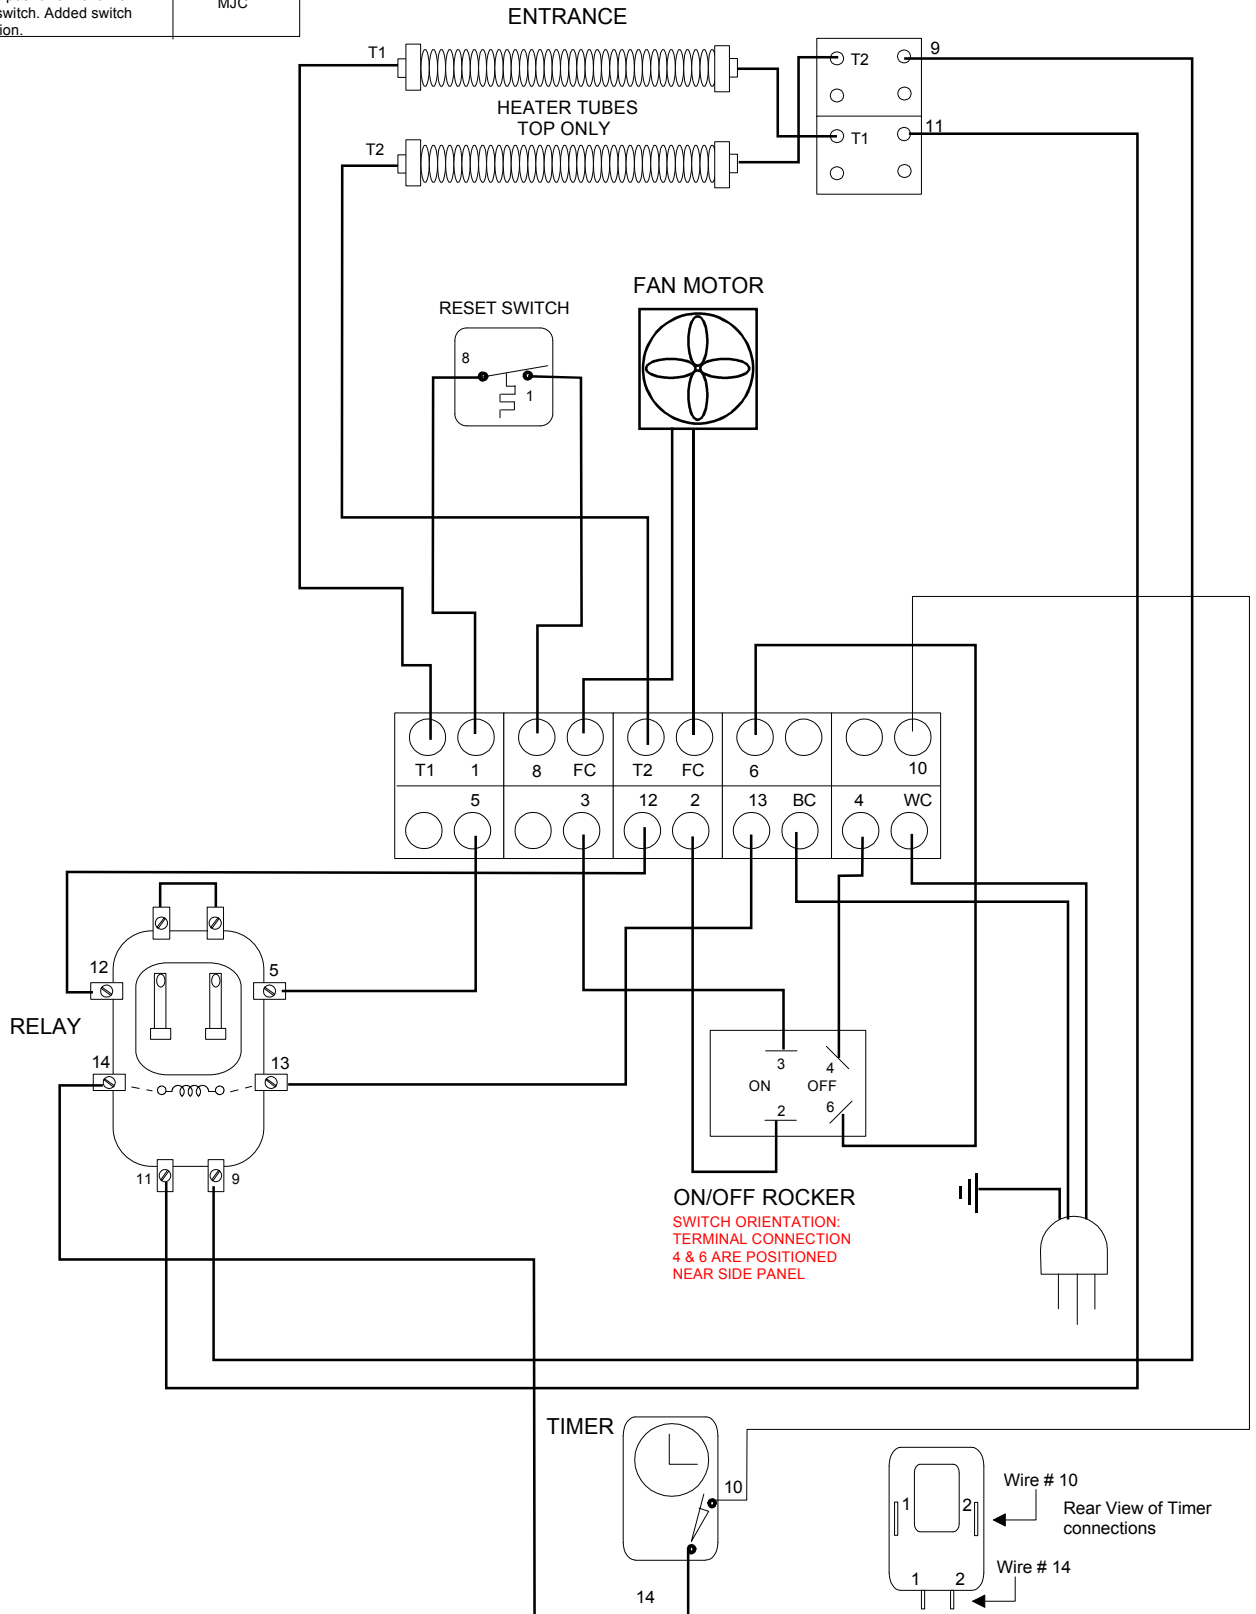 switch. Added switch
MJC
ENTRANCE
T1
T2
9
HEATER TUBES
TOP ONLY
T1
11
T2
FAN MOTOR
RESET SWITCH
8
1
T1 1 8 FC T2 FC 6 10
5 3 12 2 13 BC 4 WC
12
5
RELAY
14
13
3
4
ON
OFF
2
6
11
9
ON/OFF ROCKER
SWITCH ORIENTATION:
TERMINAL CONNECTION
4 & 6 ARE POSITIONED
NEAR SIDE PANEL
TIMER
10
14
1
2
Wire # 10
Rear View of Timer
connections
1
2
Wire # 14